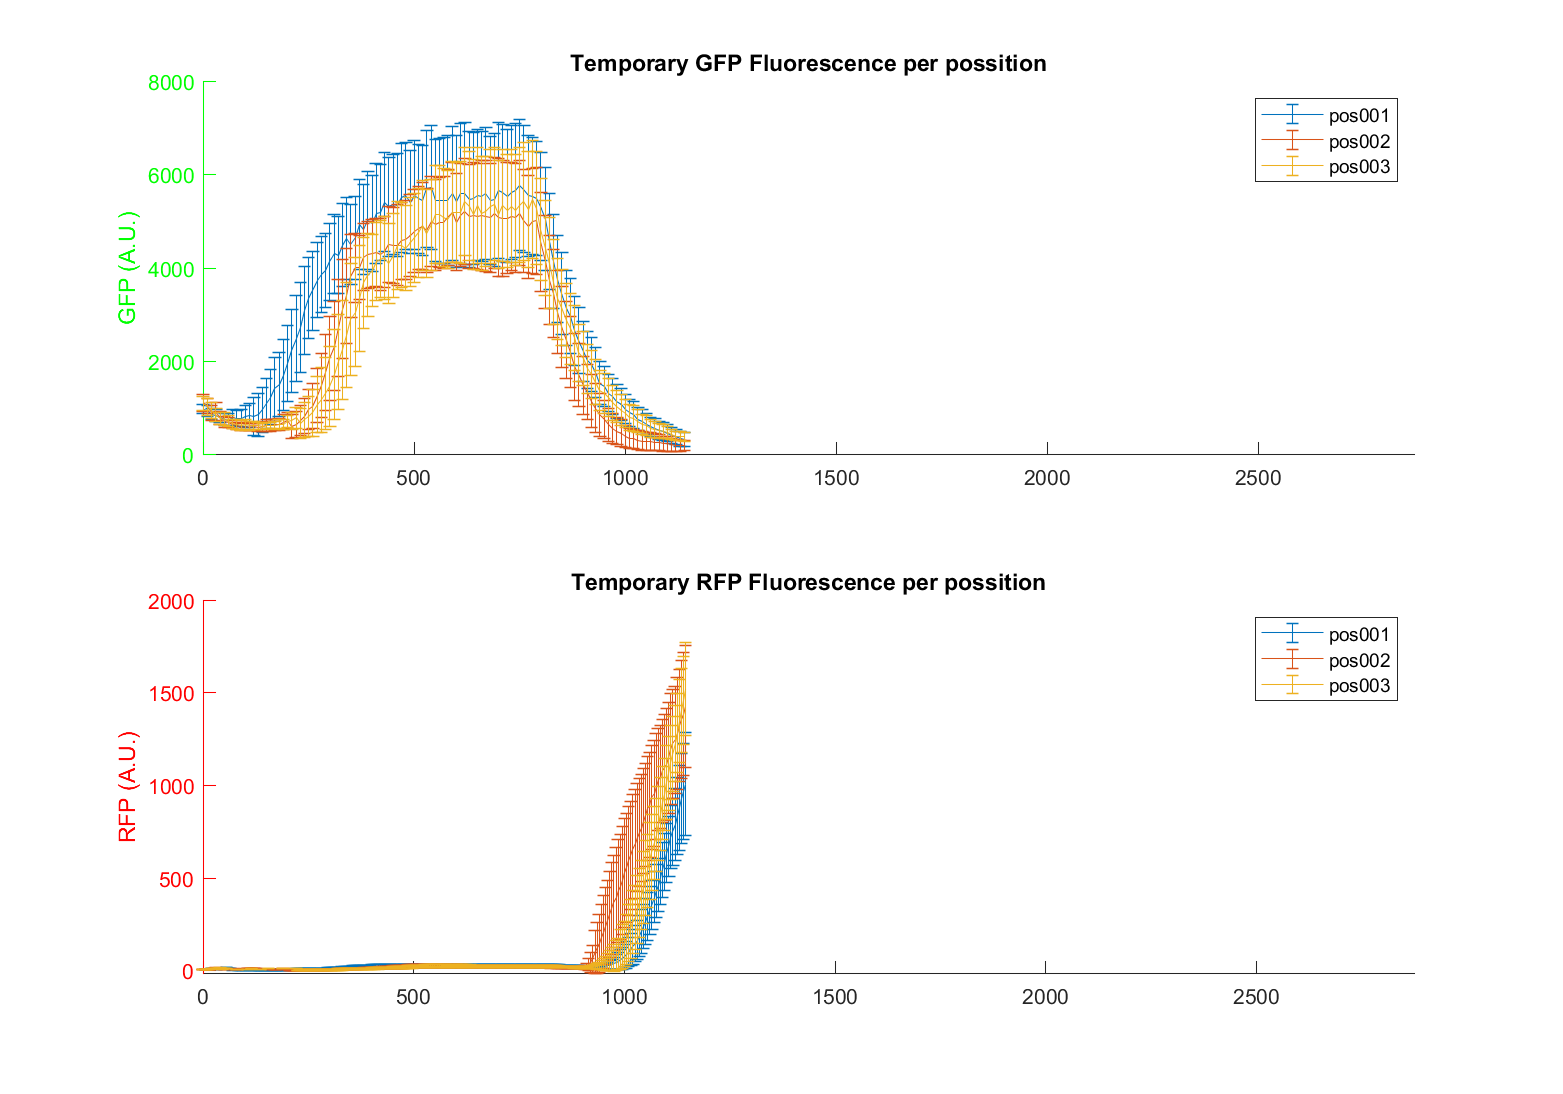 Temporary GFP Fluorescence per possition
8000
6000
4000
2000
0
GFP (A.U.)
pos001
pos002
pos003
0 500 1000 1500 2000 2500
Temporary RFP Fluorescence per possition
2000
1500
1000
500
0
RFP (A.U.)
pos001
pos002
pos003
0 500 1000 1500 2000 2500